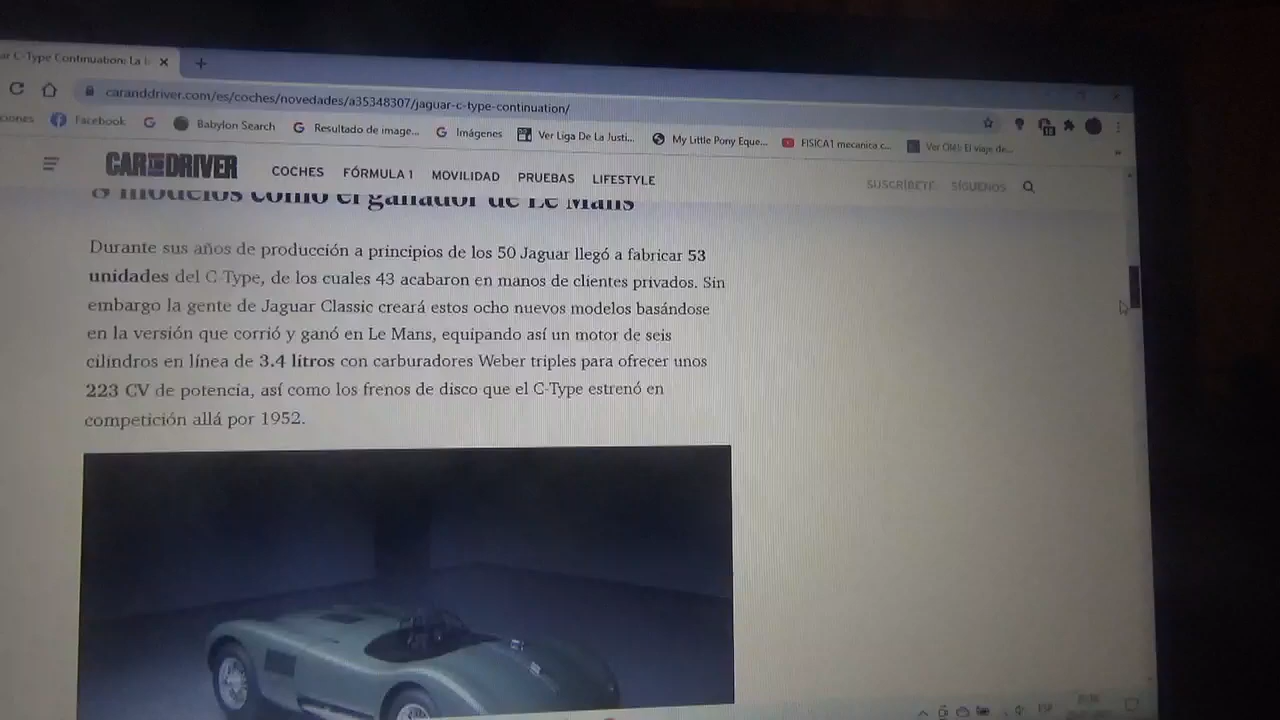 C-Type Continuation: La
caranddriver.com/es/coches/novedades/a35348307/jaguar-c-type-continuation/
Facebook
Babylon Search
Resultado de image...
Imágenes
Ver Liga De La Justi...
My Little Pony Eque...
FISICA1 mecanica c...
Ver Olé!: El viaje de...
CAR AND DRIVER
COCHES FÓRMULA 1 MOVILIDAD PRUEBAS LIFESTYLE
SUSCRÍBETE SÍGUENOS
8 modelos como el ganador de Le Mans
Durante sus años de producción a principios de los 50 Jaguar llegó a fabricar 53
unidades del C-Type, de los cuales 43 acabaron en manos de clientes privados. Sin
embargo la gente de Jaguar Classic creará estos ocho nuevos modelos basándose
en la versión que corrió y ganó en Le Mans, equipando así un motor de seis
cilindros en línea de 3.4 litros con carburadores Weber triples para ofrecer unos
223 CV de potencia, así como los frenos de disco que el C-Type estrenó en
competición allá por 1952.
ESP